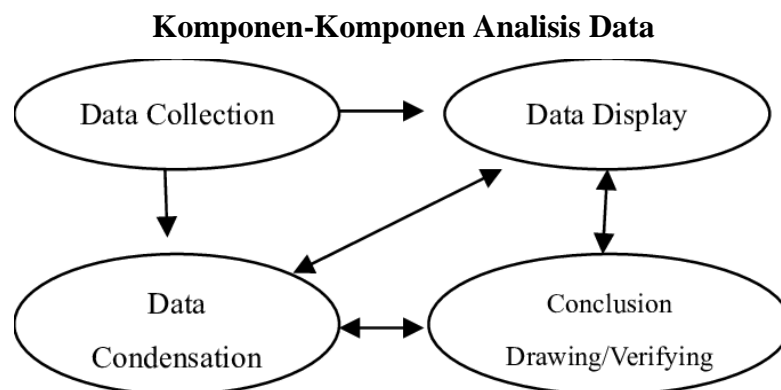 Komponen-Komponen Analisis Data
Data Collection
Data Display
Data
Condensation
Conclusion
Drawing/Verifying